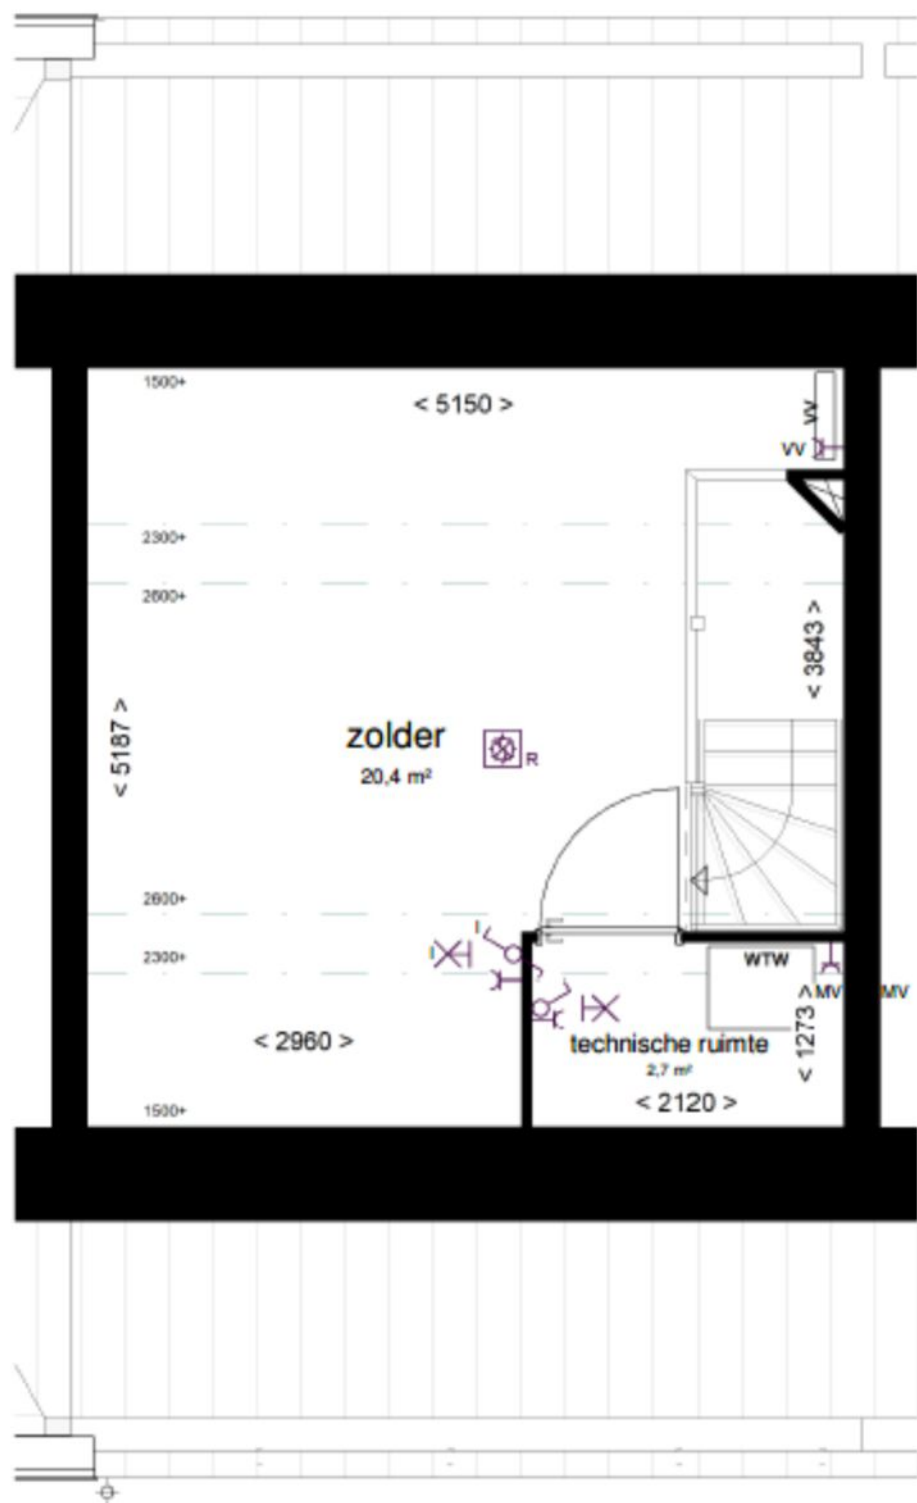 1500+
< 5150 >
VV
VV
2300+
2600+
< 3843 >
< 5187 >
zolder
20,4 m²
R
2600+
I
I
2300+
WTW
MV
MV
< 1273 >
< 2960 >
technische ruimte
2,7 m²
< 2120 >
1500+